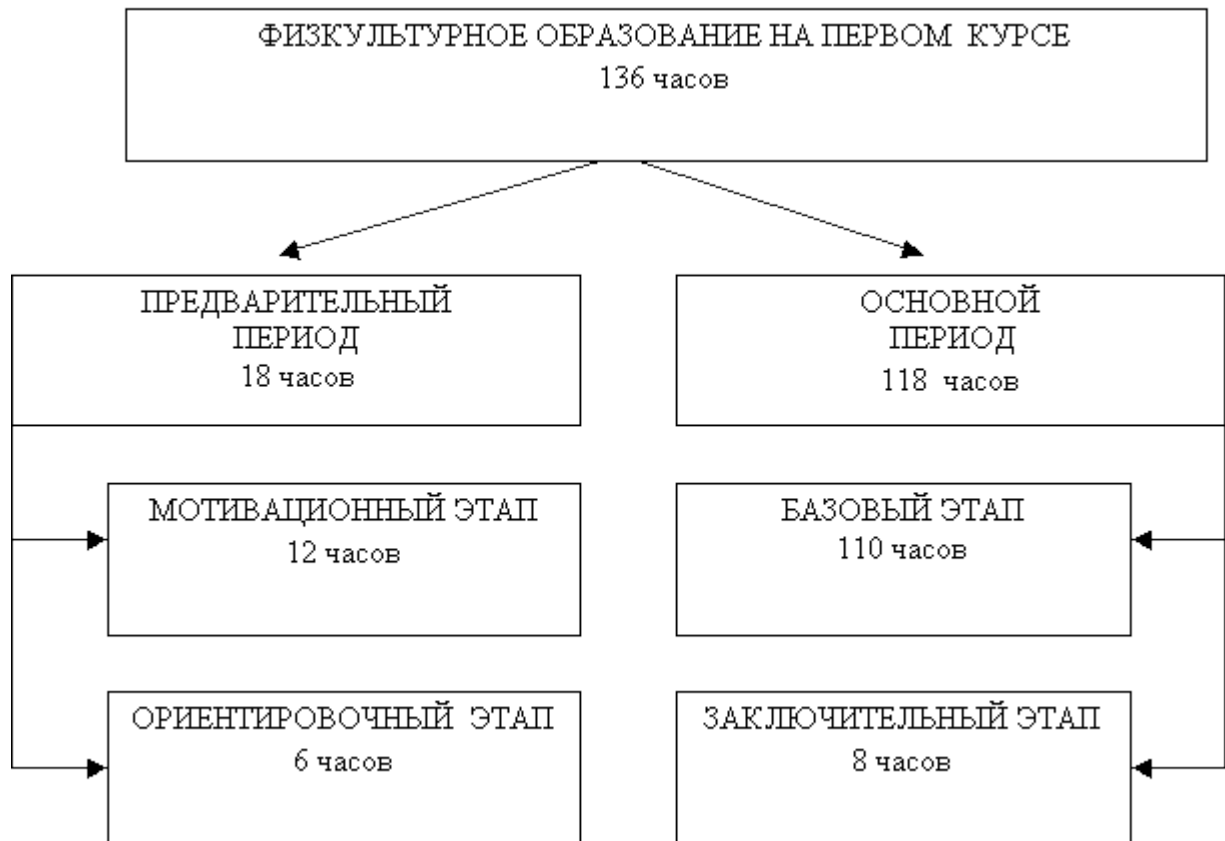 ФИЗКУЛЬТУРНОЕ ОБРАЗОВАНИЕ НА ПЕРВОМ КУРСЕ
136 часов
ПРЕДВАРИТЕЛЬНЫЙ
ПЕРИОД
18 часов
ОСНОВНОЙ
ПЕРИОД
118 часов
МОТИВАЦИОННЫЙ ЭТАП
12 часов
БАЗОВЫЙ ЭТАП
110 часов
ОРИЕНТИРОВОЧНЫЙ ЭТАП
6 часов
ЗАКЛЮЧИТЕЛЬНЫЙ ЭТАП
8 часов